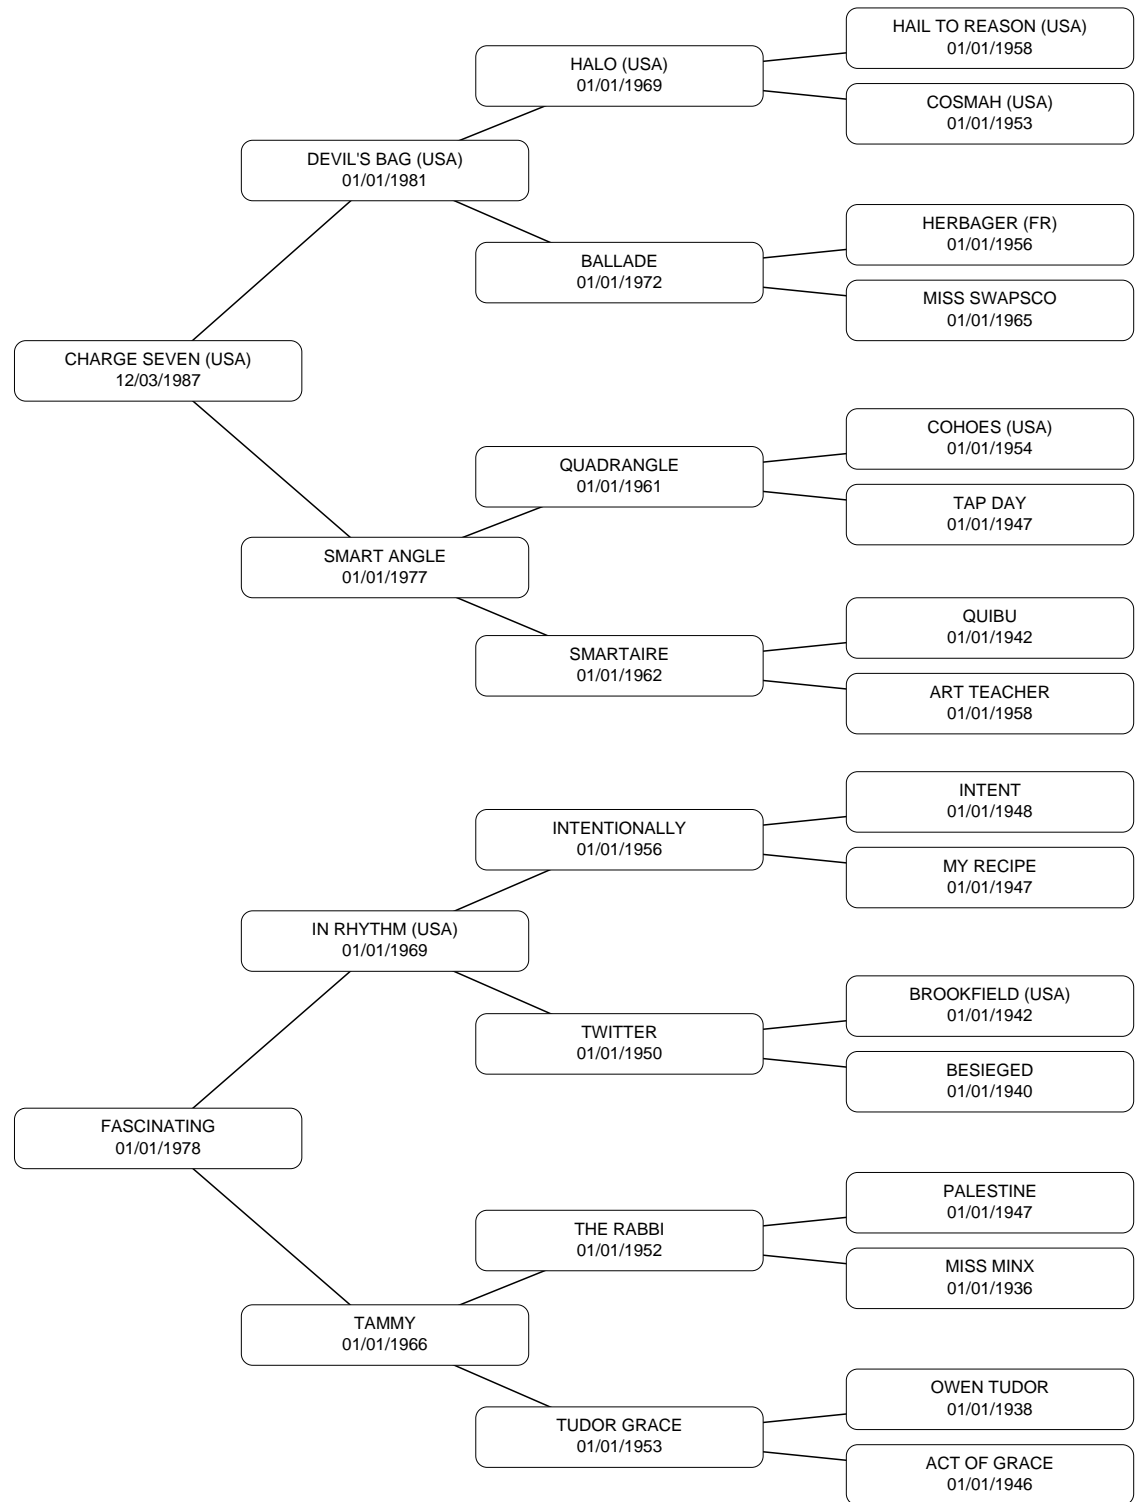 HAIL TO REASON (USA)
01/01/1958
HALO (USA)
01/01/1969
COSMAH (USA)
01/01/1953
DEVIL'S BAG (USA)
01/01/1981
HERBAGER (FR)
01/01/1956
BALLADE
01/01/1972
MISS SWAPSCO
01/01/1965
CHARGE SEVEN (USA)
12/03/1987
COHOES (USA)
01/01/1954
QUADRANGLE
01/01/1961
TAP DAY
01/01/1947
SMART ANGLE
01/01/1977
QUIBU
01/01/1942
SMARTAIRE
01/01/1962
ART TEACHER
01/01/1958
INTENT
01/01/1948
INTENTIONALLY
01/01/1956
MY RECIPE
01/01/1947
IN RHYTHM (USA)
01/01/1969
BROOKFIELD (USA)
01/01/1942
TWITTER
01/01/1950
BESIEGED
01/01/1940
FASCINATING
01/01/1978
PALESTINE
01/01/1947
THE RABBI
01/01/1952
MISS MINX
01/01/1936
TAMMY
01/01/1966
OWEN TUDOR
01/01/1938
TUDOR GRACE
01/01/1953
ACT OF GRACE
01/01/1946